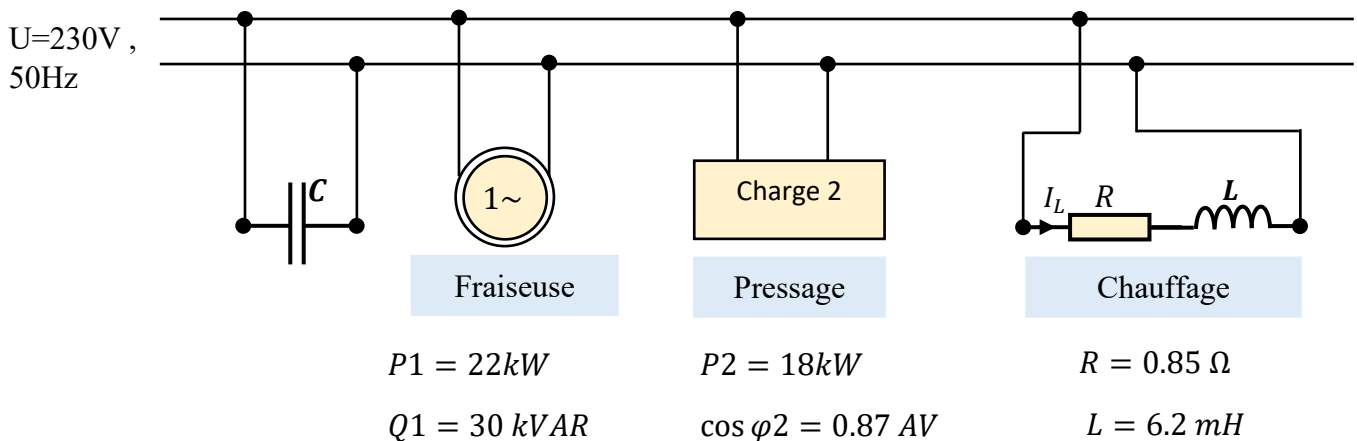 U=230V ,
50Hz
C
1~
Charge 2
I_L R L
Fraiseuse
Pressage
Chauffage
P1 = 22kW
P2 = 18kW
R = 0.85 Ω
Q1 = 30 kVAR
cos φ2 = 0.87 AV
L = 6.2 mH